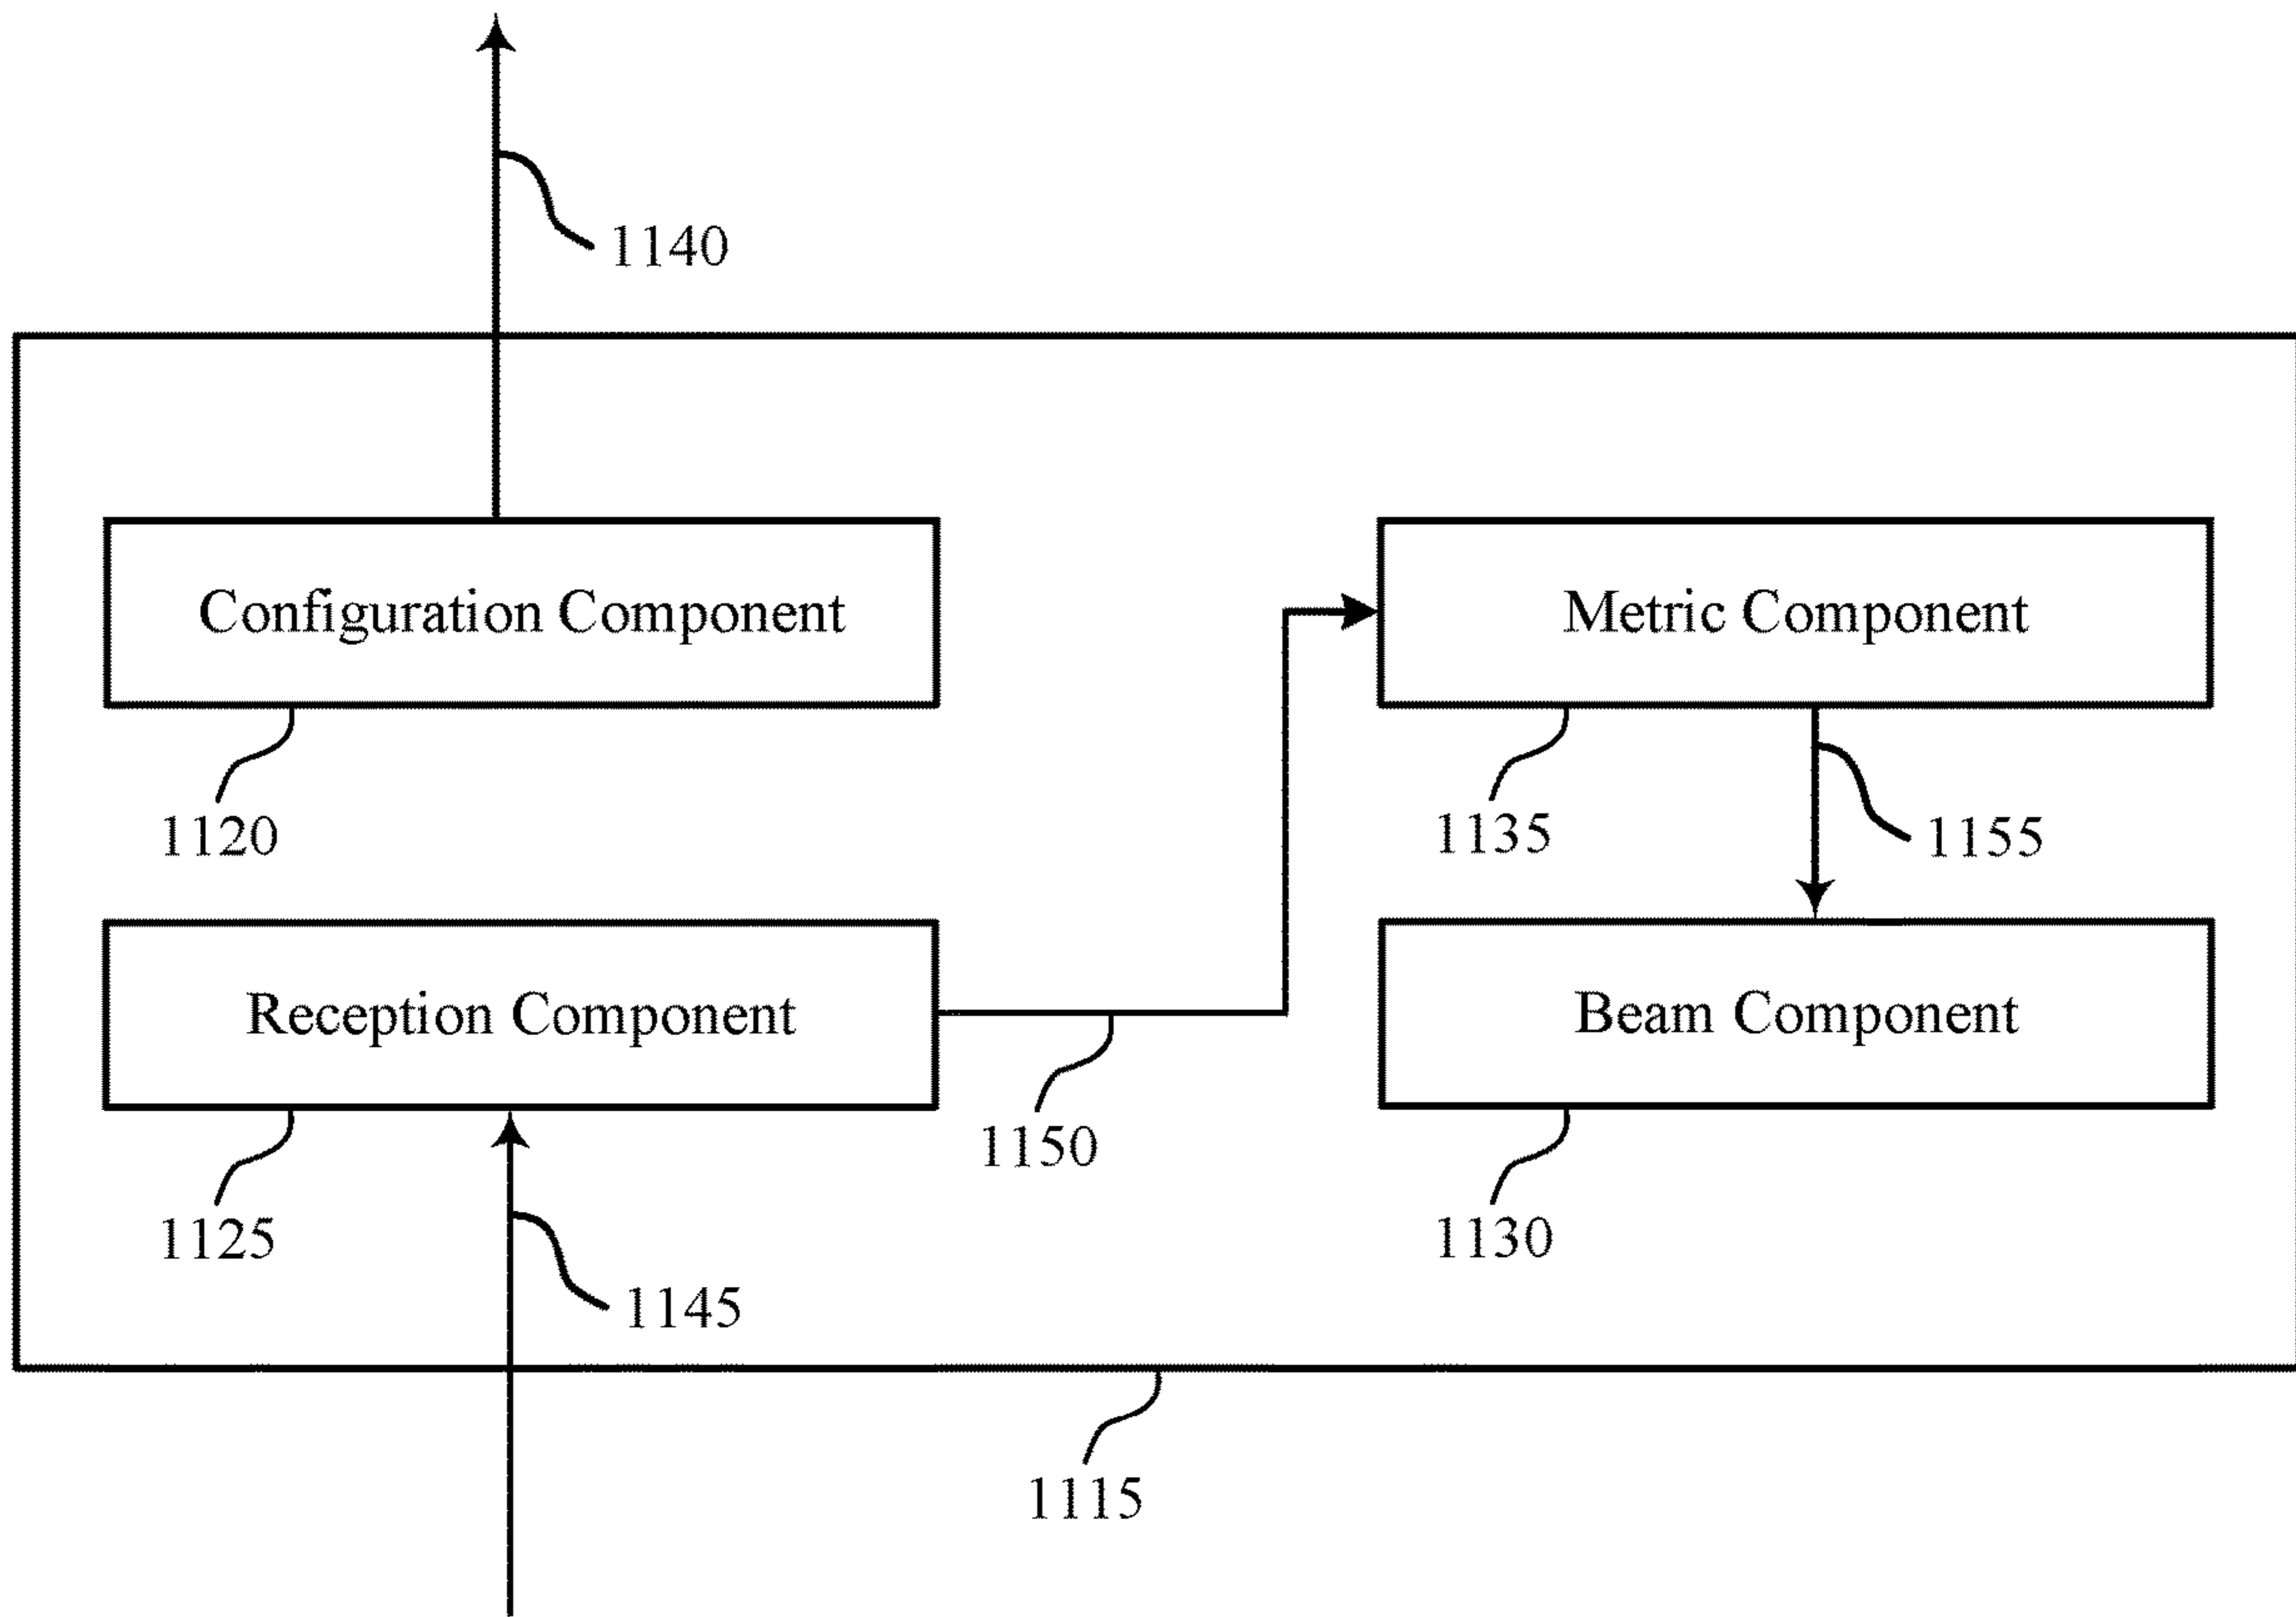 1140
Configuration Component
Metric Component
1120
1135
1155
Reception Component
Beam Component
1150
1125
1130
1145
1115